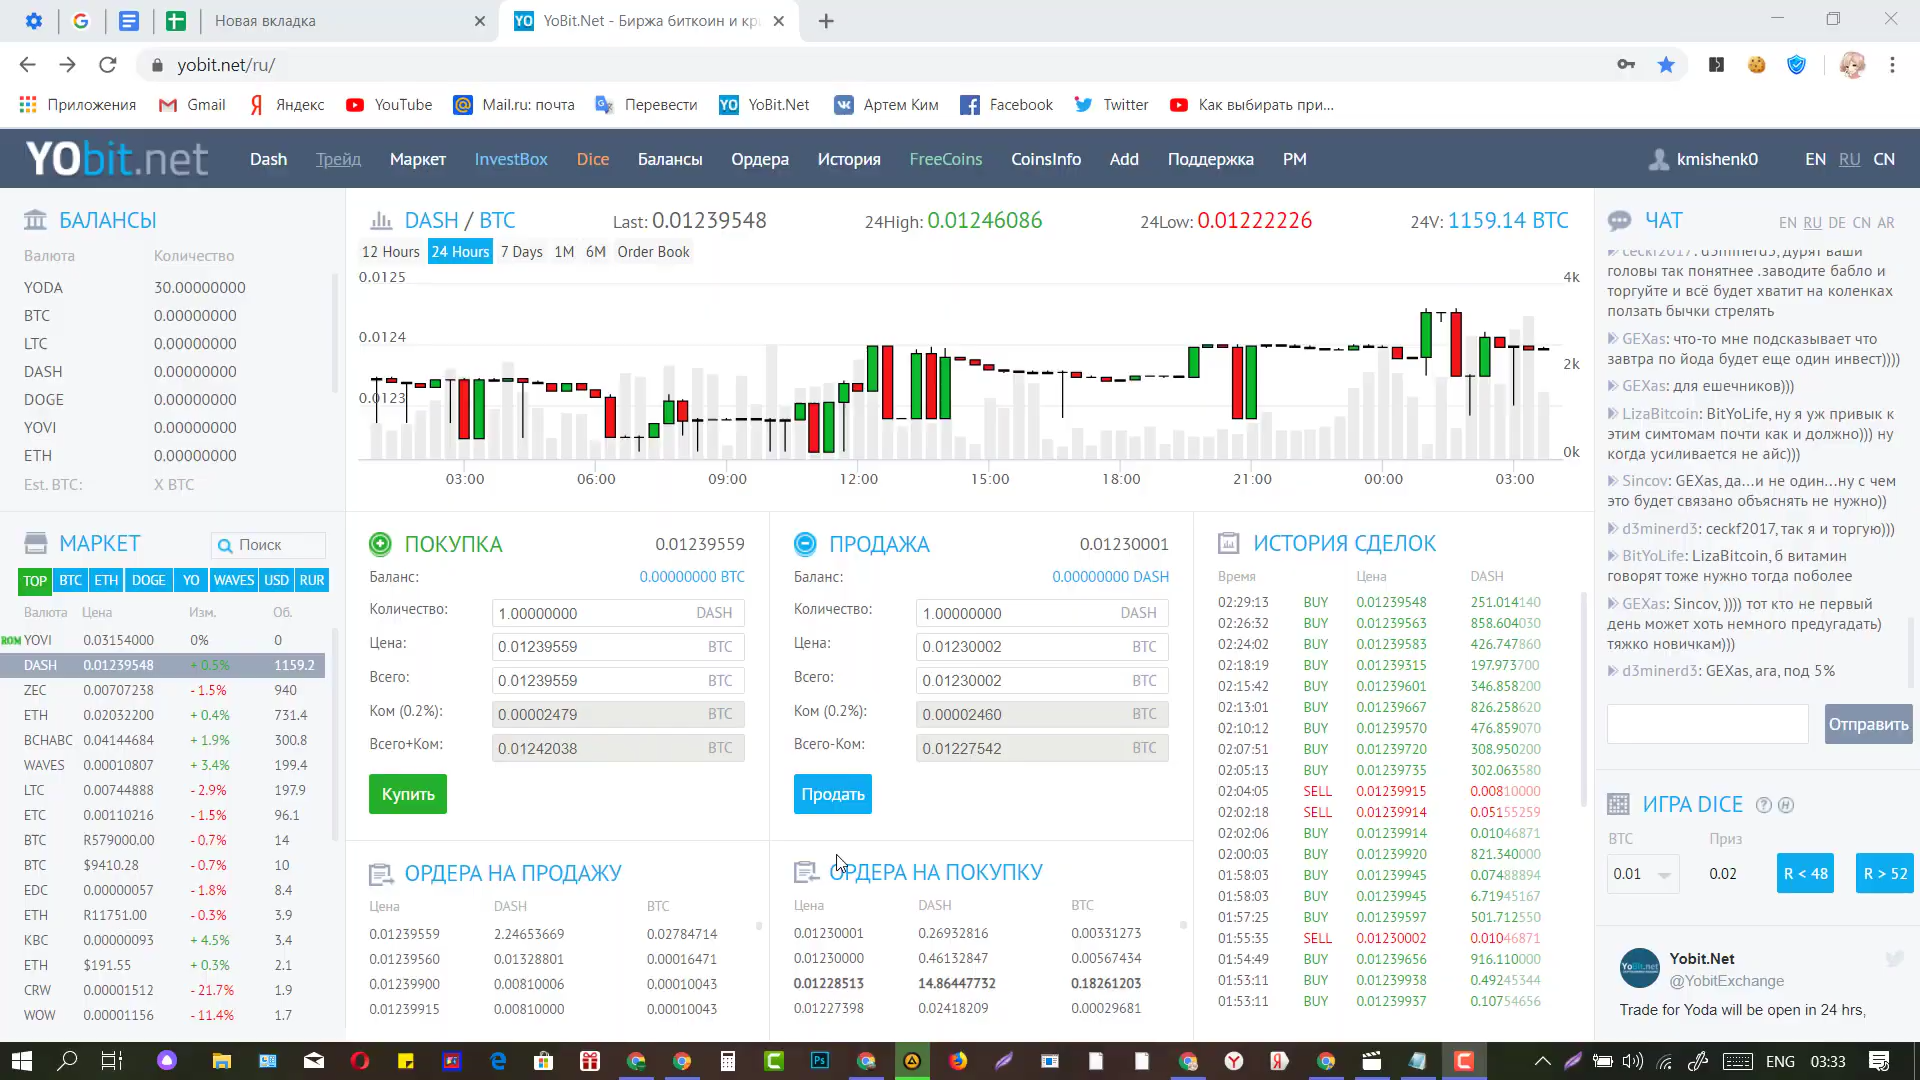 Новая вкладка
YoBit.Net - Биржа биткоин и кр
yobit.net/ru/
Приложения
Gmail
Яндекс
YouTube
Mail.ru: почта
Перевести
YoBit.Net
Артем Ким
Facebook
Twitter
Как выбирать при...
YObit.net
Dash Трейд Маркет InvestBox Dice Балансы Ордера История FreeCoins CoinsInfo Add Поддержка PM
kmishenk0
EN RU CN
БАЛАНСЫ
Валюта Количество
YODA 30.00000000
BTC 0.00000000
LTC 0.00000000
DASH 0.00000000
DOGE 0.00000000
YOVI 0.00000000
ETH 0.00000000
Est. BTC: X BTC
DASH / BTC
Last: 0.01239548
24High: 0.01246086
24Low: 0.01222226
24V: 1159.14 BTC
12 Hours 24 Hours 7 Days 1M 6M Order Book
0.0125 4k
0.0124 2k
0.0123 0k
03:00 06:00 09:00 12:00 15:00 18:00 21:00 00:00 03:00
МАРКЕТ
Поиск
TOP BTC ETH DOGE YO WAVES USD RUR
Валюта Цена Изм. Об.
ROM YOVI 0.03154000 0% 0
DASH 0.01239548 + 0.5% 1159.2
ZEC 0.00707238 - 1.5% 940
ETH 0.02032200 + 0.4% 731.4
BCHABC 0.04144684 + 1.9% 300.8
WAVES 0.00010807 + 3.4% 199.4
LTC 0.00744888 - 2.9% 197.9
ETC 0.00110216 - 1.5% 96.1
BTC R579000.00 - 0.7% 14
BTC $9410.28 - 0.7% 10
EDC 0.00000057 - 1.8% 8.4
ETH R11751.00 - 0.3% 3.9
KBC 0.00000093 + 4.5% 3.4
ETH $191.55 + 0.3% 2.1
CRW 0.00001512 - 21.7% 1.9
WOW 0.00001156 - 11.4% 1.7
ПОКУПКА 0.01239559
Баланс: 0.00000000 BTC
Количество: 1.00000000 DASH
Цена: 0.01239559 BTC
Всего: 0.01239559 BTC
Ком (0.2%): 0.00002479 BTC
Всего+Ком: 0.01242038 BTC
Купить
ПРОДАЖА 0.01230001
Баланс: 0.00000000 DASH
Количество: 1.00000000 DASH
Цена: 0.01230002 BTC
Всего: 0.01230002 BTC
Ком (0.2%): 0.00002460 BTC
Всего-Ком: 0.01227542 BTC
Продать
ОРДЕРА НА ПРОДАЖУ
Цена DASH BTC
0.01239559 2.24653669 0.02784714
0.01239560 0.01328801 0.00016471
0.01239900 0.00810006 0.00010043
0.01239915 0.00810000 0.00010043
ОРДЕРА НА ПОКУПКУ
Цена DASH BTC
0.01230001 0.26932816 0.00331273
0.01230000 0.46132847 0.00567434
0.01228513 14.86447732 0.18261203
0.01227398 0.02418209 0.00029681
ИСТОРИЯ СДЕЛОК
Время Цена DASH
02:29:13 BUY 0.01239548 251.014140
02:26:32 BUY 0.01239563 858.604030
02:24:02 BUY 0.01239583 426.747860
02:18:19 BUY 0.01239315 197.973700
02:15:42 BUY 0.01239601 346.858200
02:13:01 BUY 0.01239667 826.258620
02:10:12 BUY 0.01239570 476.859070
02:07:51 BUY 0.01239720 308.950200
02:05:13 BUY 0.01239735 302.063580
02:04:05 SELL 0.01239915 0.00810000
02:02:18 SELL 0.01239914 0.05155259
02:02:06 BUY 0.01239914 0.01046871
02:00:03 BUY 0.01239920 821.340000
01:58:03 BUY 0.01239945 0.07488894
01:58:03 BUY 0.01239945 6.71945167
01:57:25 BUY 0.01239597 501.712550
01:55:35 SELL 0.01230002 0.01046871
01:54:49 BUY 0.01239656 916.110000
01:53:11 BUY 0.01239938 0.49245344
01:53:11 BUY 0.01239937 0.10754656
ЧАТ
EN RU DE CN AR
ceckf2017: d3minerd3, дурят ваши
головы так понятнее .заводите бабло и
торгуйте и всё будет хватит на коленках
ползать бычки стрелять
GEXas: что-то мне подсказывает что
завтра по йода будет еще один инвест))))
GEXas: для ешечников)))
LizaBitcoin: BitYoLife, ну я уж привык к
этим симтомам почти как и должно))) ну
когда усиливается не айс)))
Sincov: GEXas, да...и не один...ну с чем
это будет связано объяснять не нужно))
d3minerd3: ceckf2017, так я и торгую)))
BitYoLife: LizaBitcoin, б витамин
говорят тоже нужно тогда поболее
GEXas: Sincov, )))) тот кто не первый
день может хоть немного предугадать)
тяжко новичкам)))
d3minerd3: GEXas, ага, под 5%
Отправить
ИГРА DICE ? H
BTC Приз
0.01 0.02 R < 48 R > 52
Yobit.Net
@YobitExchange
Trade for Yoda will be open in 24 hrs,
ENG 03:33